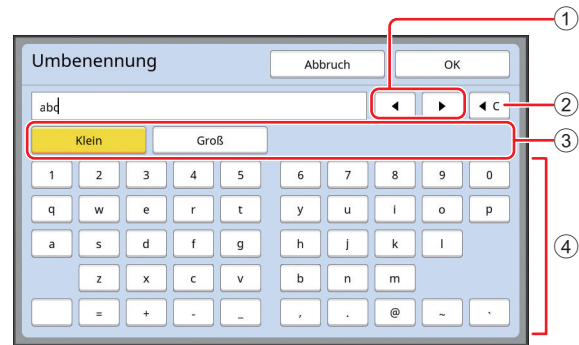 ①
Umbenennung Abbruch OK
abc ◀ ▶ ◀ C ②
Klein Groß ③
1 2 3 4 5 6 7 8 9 0
q w e r t y u i o p
a s d f g h j k l ④
z x c v b n m
= + - _ , . @ ~ `